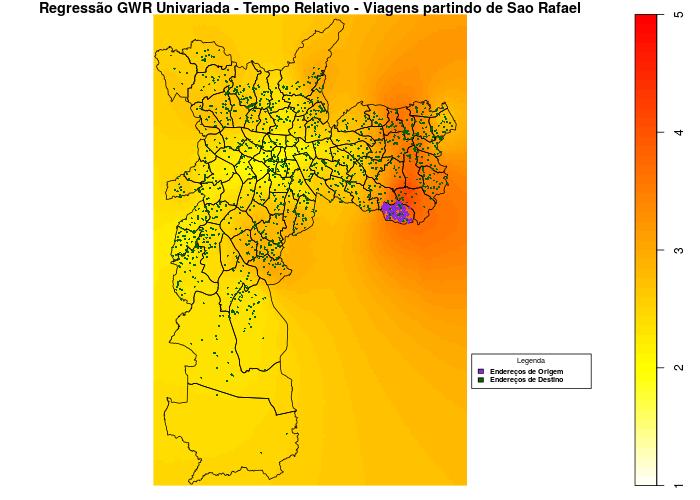 Regressão GWR Univariada - Tempo Relativo - Viagens partindo de Sao Rafael
5
4
3
2
1
Legenda
Endereços de Origem
Endereços de Destino